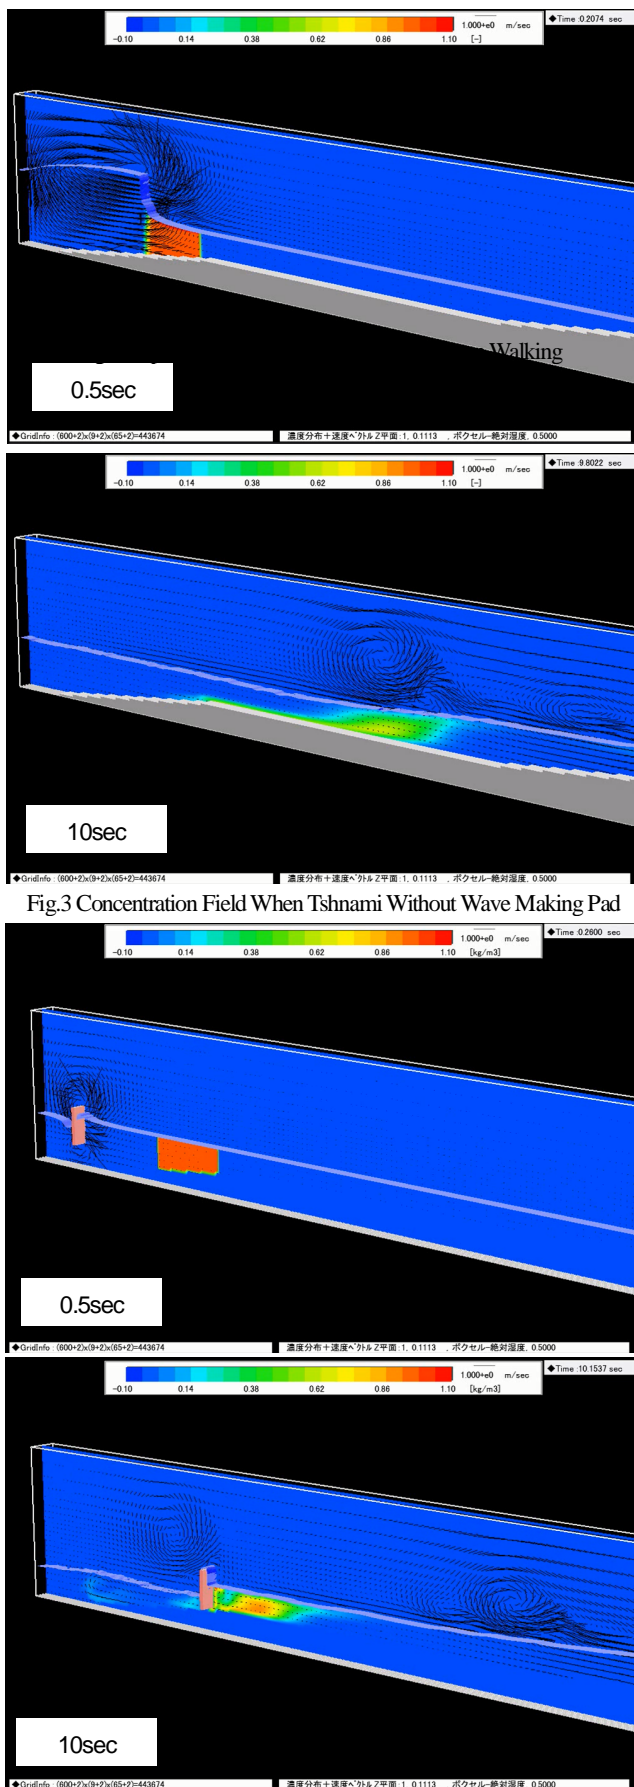 1.000+e0 m/sec
-0.10 0.14 0.38 0.62 0.86 1.10 [-]
◆Time :0.2074 sec
Walking
0.5sec
◆GridInfo : (600+2)x(9+2)x(65+2)=443674
濃度分布+速度ベクトル Z平面:1, 0.1113 , ボクセル-絶対湿度, 0.5000
1.000+e0 m/sec
-0.10 0.14 0.38 0.62 0.86 1.10 [-]
◆Time :9.8022 sec
10sec
◆GridInfo : (600+2)x(9+2)x(65+2)=443674
濃度分布+速度ベクトル Z平面:1, 0.1113 , ボクセル-絶対湿度, 0.5000
Fig.3 Concentration Field When Tshnami Without Wave Making Pad
1.000+e0 m/sec
-0.10 0.14 0.38 0.62 0.86 1.10 [kg/m3]
◆Time :0.2600 sec
0.5sec
◆GridInfo : (600+2)x(9+2)x(65+2)=443674
濃度分布+速度ベクトル Z平面:1, 0.1113 , ボクセル-絶対湿度, 0.5000
1.000+e0 m/sec
-0.10 0.14 0.38 0.62 0.86 1.10 [kg/m3]
◆Time :10.1537 sec
10sec
◆GridInfo : (600+2)x(9+2)x(65+2)=443674
濃度分布+速度ベクトル Z平面:1, 0.1113 , ボクセル-絶対湿度, 0.5000